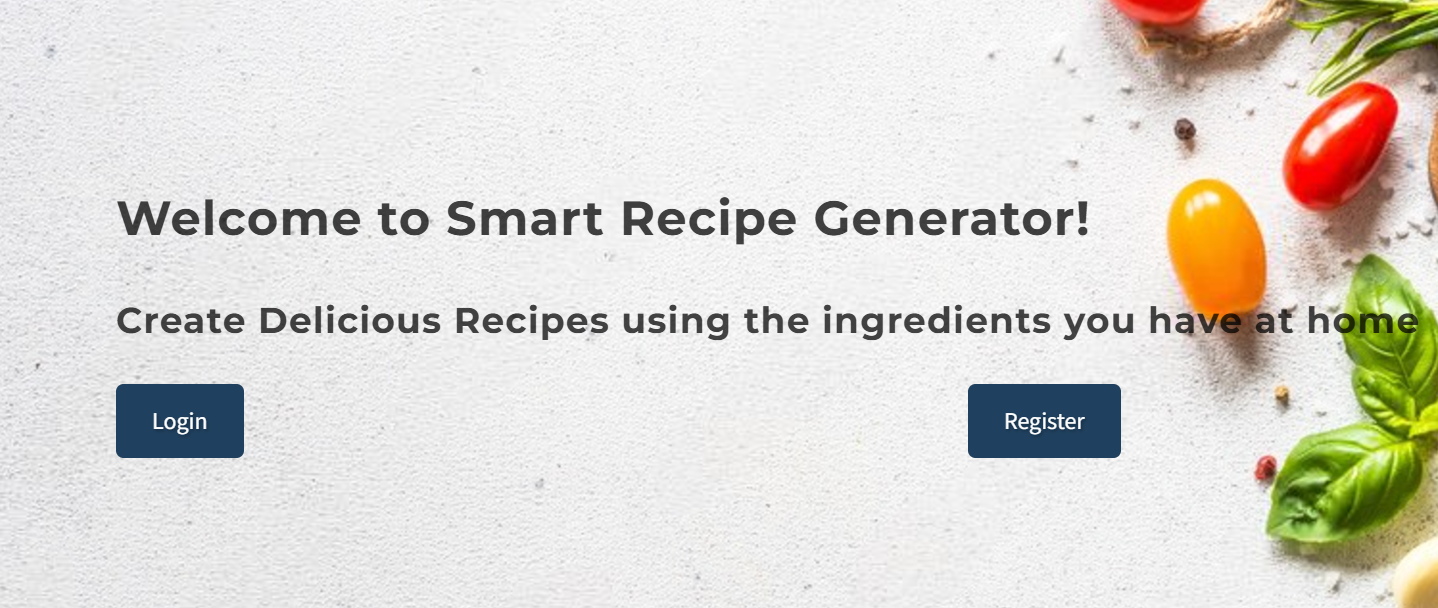 Welcome to Smart Recipe Generator!
Create Delicious Recipes using the ingredients you have at home
Login
Register